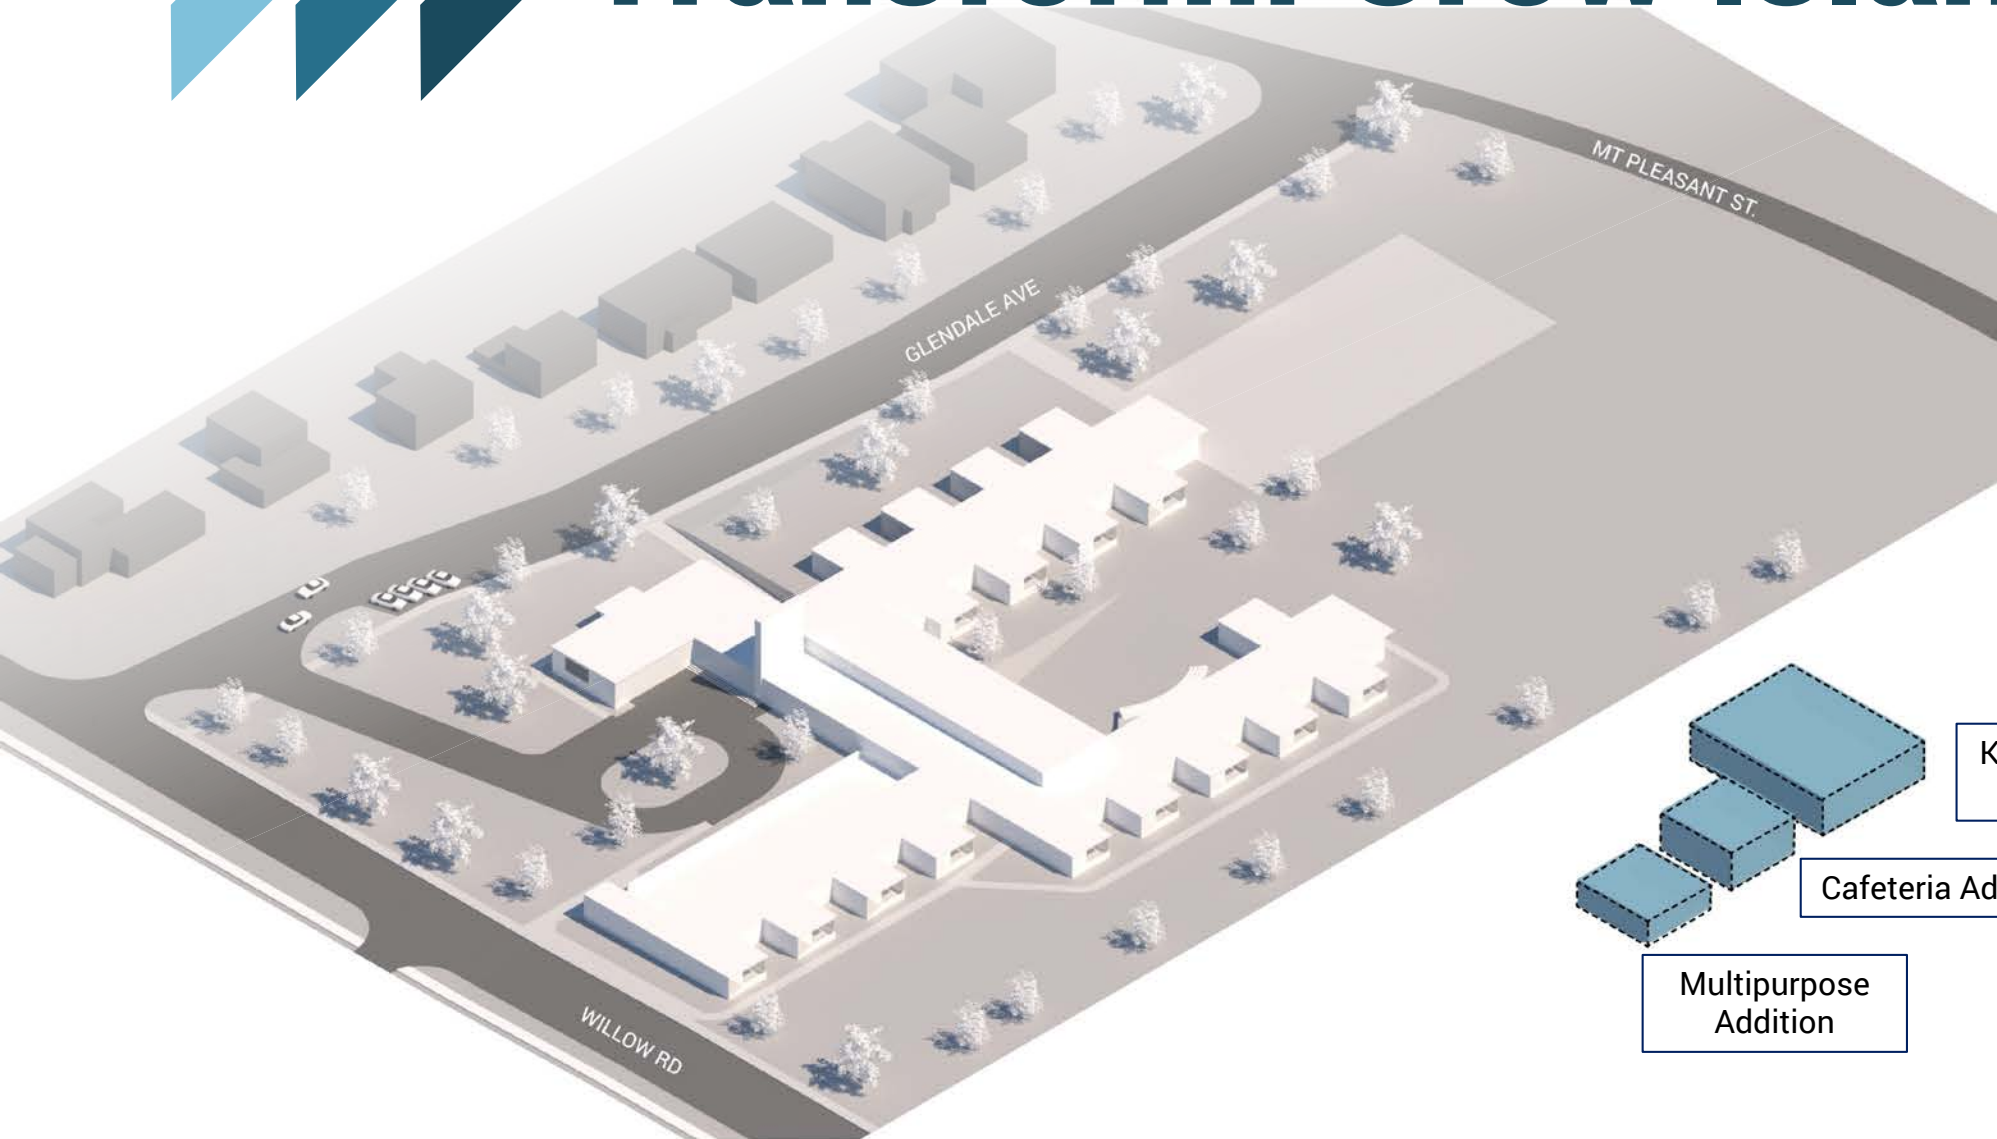 MT PLEASANT ST.
GLENDALE AVE
K
Cafeteria Ad
Multipurpose
Addition
WILLOW RD